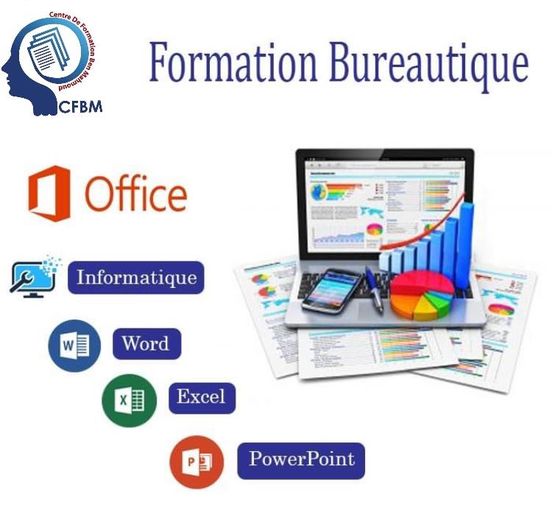 Centre De Formation Ben Mahmoud
CFBM
Formation Bureautique
Office
Informatique
W
Word
X
Excel
P
PowerPoint